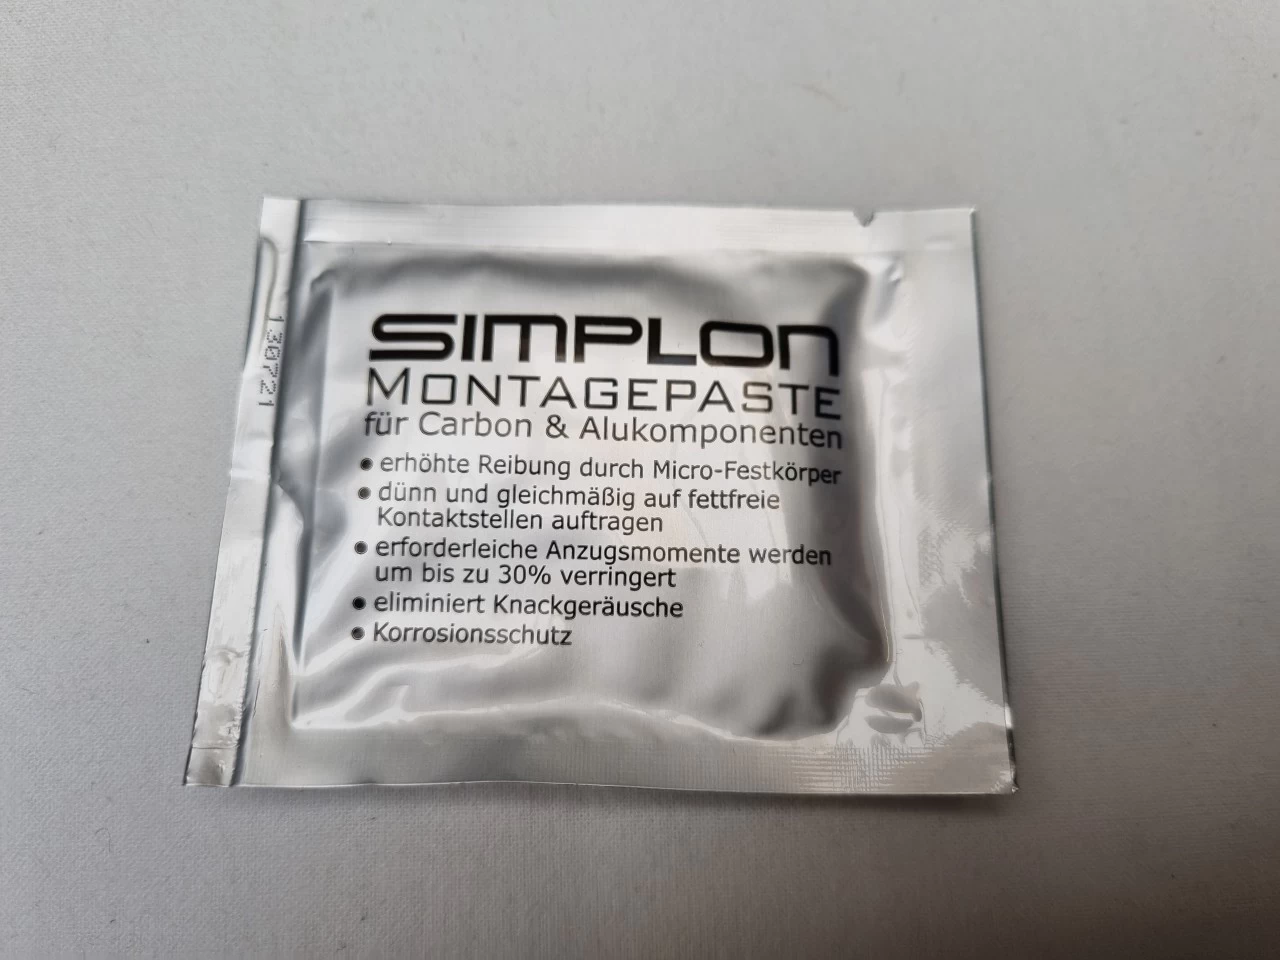 SIMPLON
MONTAGEPASTE
für Carbon & Alukomponenten
• erhöhte Reibung durch Micro-Festkörper
• dünn und gleichmäßig auf fettfreie
Kontaktstellen auftragen
• erforderleiche Anzugsmomente werden
um bis zu 30% verringert
• eliminiert Knackgeräusche
• Korrosionsschutz
130721